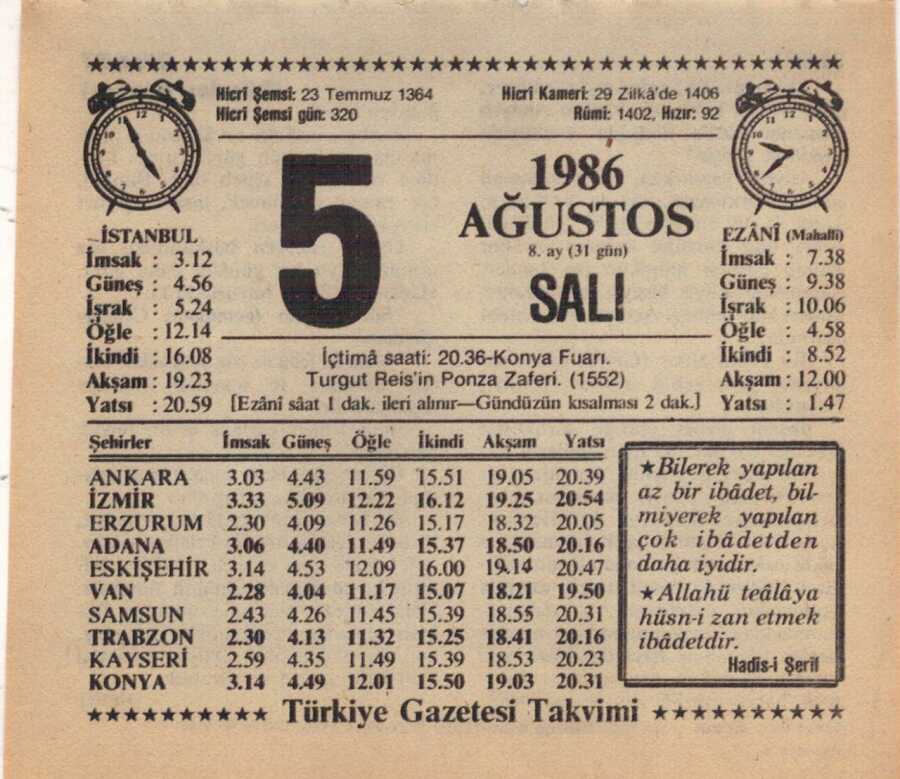 Hicrî Şemsî: 23 Temmuz 1364
Hicrî Kamerî: 29 Zilkâ'de 1406
Hicrî Şemsî gün: 320
Rûmî: 1402, Hızır: 92
5
1986
AĞUSTOS
8. ay (31 gün)
SALI
İSTANBUL
İmsak : 3.12
Güneş : 4.56
İşrak : 5.24
Öğle : 12.14
İkindi : 16.08
Akşam : 19.23
Yatsı : 20.59
EZÂNÎ (Mahallî)
İmsak : 7.38
Güneş : 9.38
İşrak : 10.06
Öğle : 4.58
İkindi : 8.52
Akşam : 12.00
Yatsı : 1.47
İçtimâ saati: 20.36-Konya Fuarı.
Turgut Reis'in Ponza Zaferi. (1552)
[Ezânî sâat 1 dak. ileri alınır—Gündüzün kısalması 2 dak.]
Şehirler İmsak Güneş Öğle İkindi Akşam Yatsı
ANKARA 3.03 4.43 11.59 15.51 19.05 20.39
İZMİR 3.33 5.09 12.22 16.12 19.25 20.54
ERZURUM 2.30 4.09 11.26 15.17 18.32 20.05
ADANA 3.06 4.40 11.49 15.37 18.50 20.16
ESKİŞEHİR 3.14 4.53 12.09 16.00 19.14 20.47
VAN 2.28 4.04 11.17 15.07 18.21 19.50
SAMSUN 2.43 4.26 11.45 15.39 18.55 20.31
TRABZON 2.30 4.13 11.32 15.25 18.41 20.16
KAYSERİ 2.59 4.35 11.49 15.39 18.53 20.23
KONYA 3.14 4.49 12.01 15.50 19.03 20.31
★Bilerek yapılan
az bir ibâdet, bil-
miyerek yapılan
çok ibâdetden
daha iyidir.
★Allahü teâlâya
hüsn-i zan etmek
ibâdetdir.
Hadîs-i Şerîf
Türkiye Gazetesi Takvimi